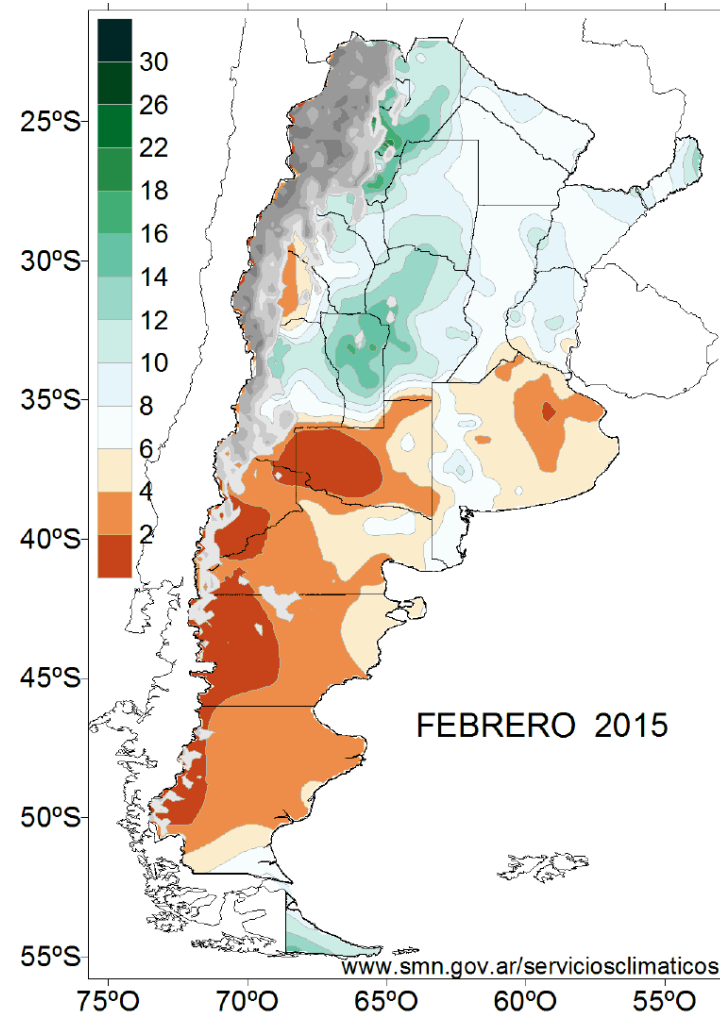 30
26
22
18
16
14
12
10
8
6
4
2
25ºS
30ºS
35ºS
40ºS
45ºS
50ºS
55ºS
FEBRERO 2015
www.smn.gov.ar/serviciosclimaticos
75ºO 70ºO 65ºO 60ºO 55ºO